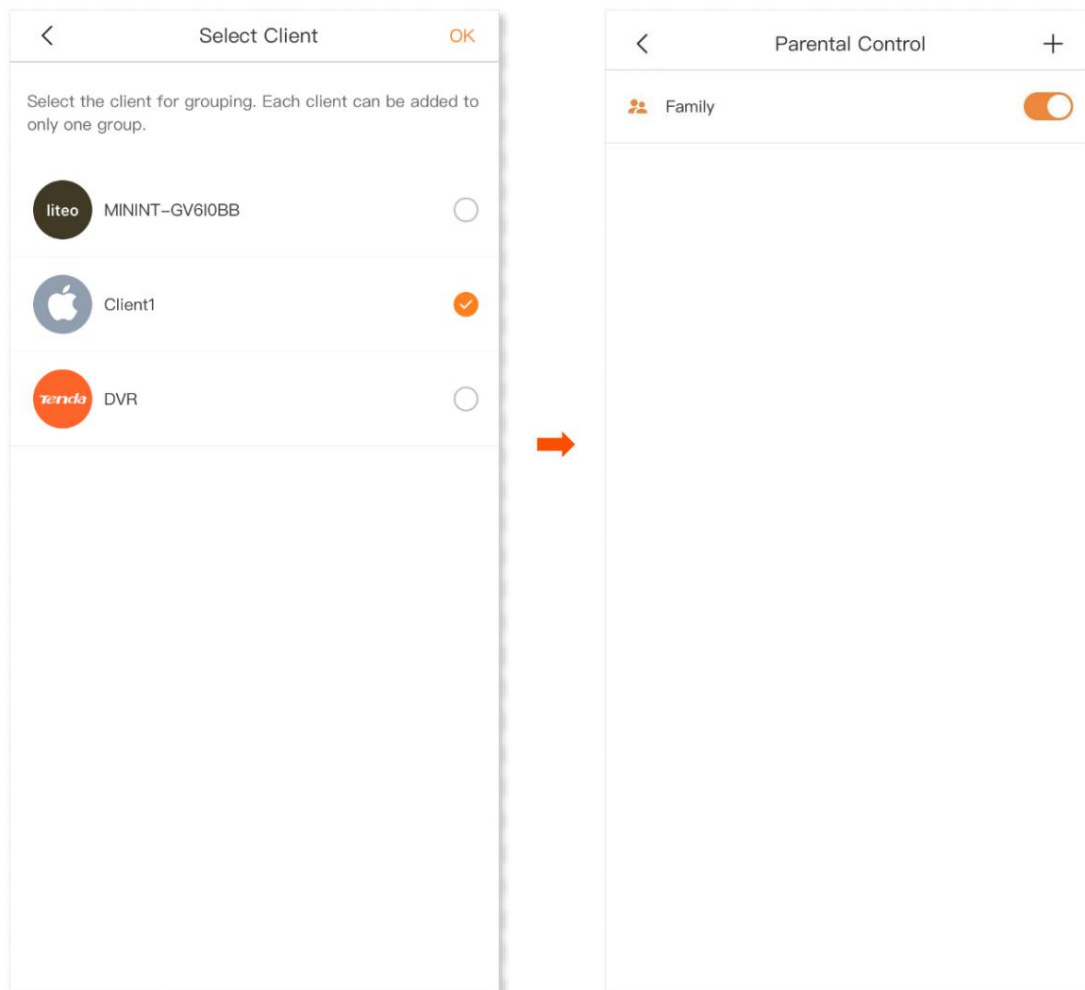 Select Client
OK
Select the client for grouping. Each client can be added to
only one group.
liteo
MININT-GV6I0BB
Client1
Tenda
DVR
Parental Control
Family